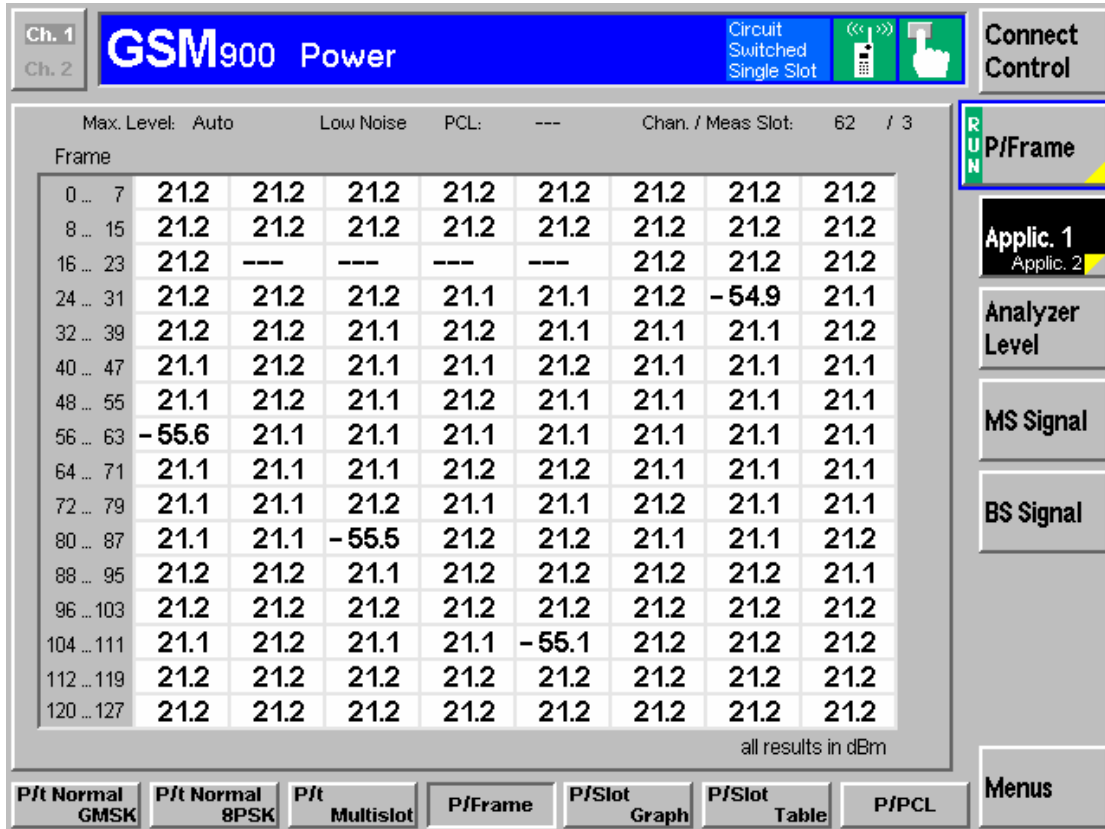 Ch. 1
Ch. 2
GSM900 Power
Circuit
Switched
Single Slot
Connect
Control
Max. Level: Auto Low Noise PCL: --- Chan. / Meas Slot: 62 / 3
Frame
0 ... 7 21.2 21.2 21.2 21.2 21.2 21.2 21.2 21.2
8 ... 15 21.2 21.2 21.2 21.2 21.2 21.2 21.2 21.2
16 ... 23 21.2 --- --- --- --- 21.2 21.2 21.2
24 ... 31 21.2 21.2 21.2 21.1 21.1 21.2 - 54.9 21.1
32 ... 39 21.2 21.2 21.1 21.2 21.1 21.1 21.1 21.2
40 ... 47 21.1 21.2 21.1 21.2 21.1 21.1 21.1 21.1
48 ... 55 21.1 21.2 21.1 21.2 21.1 21.1 21.1 21.1
56 ... 63 - 55.6 21.1 21.1 21.1 21.1 21.1 21.1 21.1
64 ... 71 21.1 21.1 21.1 21.2 21.2 21.1 21.1 21.1
72 ... 79 21.1 21.1 21.2 21.2 21.1 21.1 21.1 21.1
80 ... 87 21.1 21.1 - 55.5 21.2 21.2 21.1 21.1 21.2
88 ... 95 21.2 21.2 21.1 21.2 21.2 21.2 21.2 21.1
96 ... 103 21.2 21.2 21.2 21.2 21.2 21.2 21.2 21.2
104 ... 111 21.1 21.2 21.1 21.1 - 55.1 21.2 21.2 21.2
112 ... 119 21.2 21.2 21.2 21.2 21.2 21.2 21.2 21.2
120 ... 127 21.2 21.2 21.2 21.2 21.2 21.2 21.2 21.2
all results in dBm
RUN
P/Frame
Applic. 1
Applic. 2
Analyzer
Level
MS Signal
BS Signal
Menus
P/t Normal
GMSK
P/t Normal
8PSK
P/t
Multislot
P/Frame
P/Slot
Graph
P/Slot
Table
P/PCL